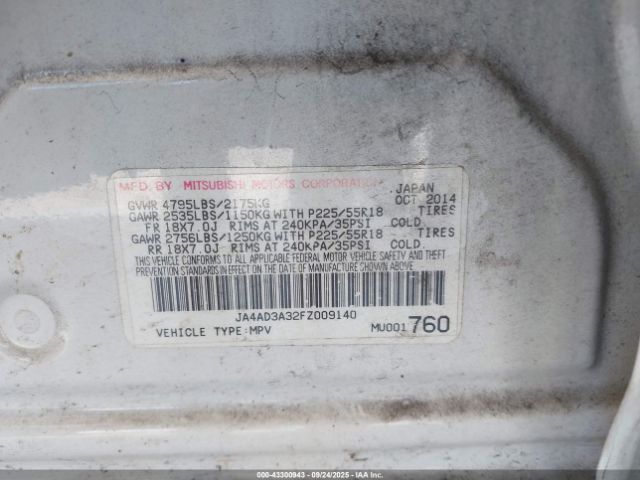 MFD. BY MITSUBISHI MOTORS CORPORATION JAPAN
GVWR 4795LBS/2175KG OCT 2014
GAWR 2535LBS/1150KG WITH P225/55R18 TIRES
FR 18X7.0J RIMS AT 240KPA/35PSI COLD
GAWR 2756LBS/1250KG WITH P225/55R18 TIRES
RR 18X7.0J RIMS AT 240KPA/35PSI COLD
THIS VEHICLE CONFORMS TO ALL APPLICABLE FEDERAL MOTOR VEHICLE SAFETY AND THEFT
PREVENTION STANDARDS IN EFFECT ON THE DATE OF MANUFACTURE SHOWN ABOVE.
JA4AD3A32FZ009140
VEHICLE TYPE:MPV MU001760
© 000-43300943 - 09/24/2025 - IAAI.COM